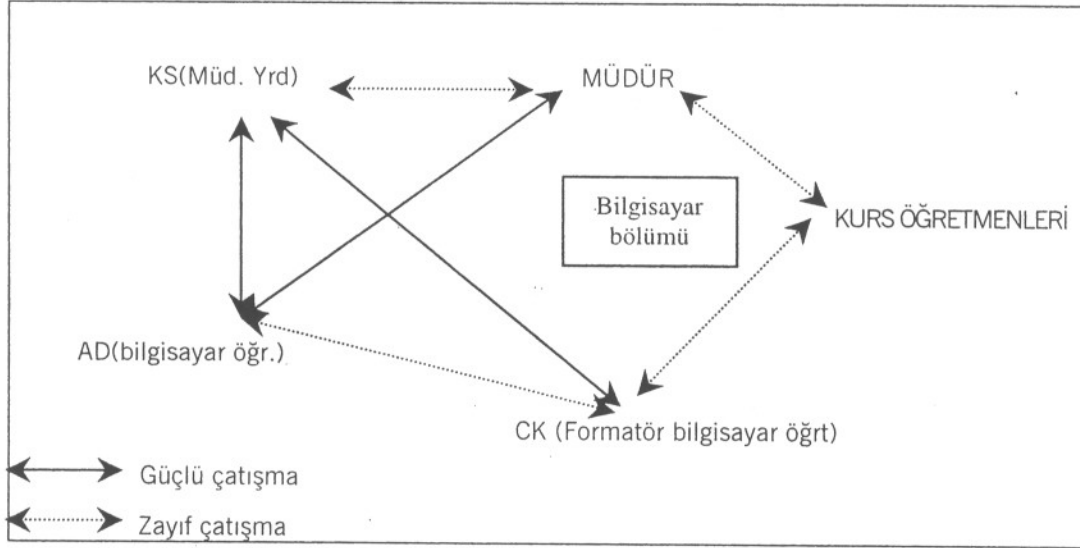 KS(Müd. Yrd)
MÜDÜR
Bilgisayar
bölümü
KURS ÖĞRETMENLERİ
AD(bilgisayar öğr.)
CK (Formatör bilgisayar öğrt)
Güçlü çatışma
Zayıf çatışma